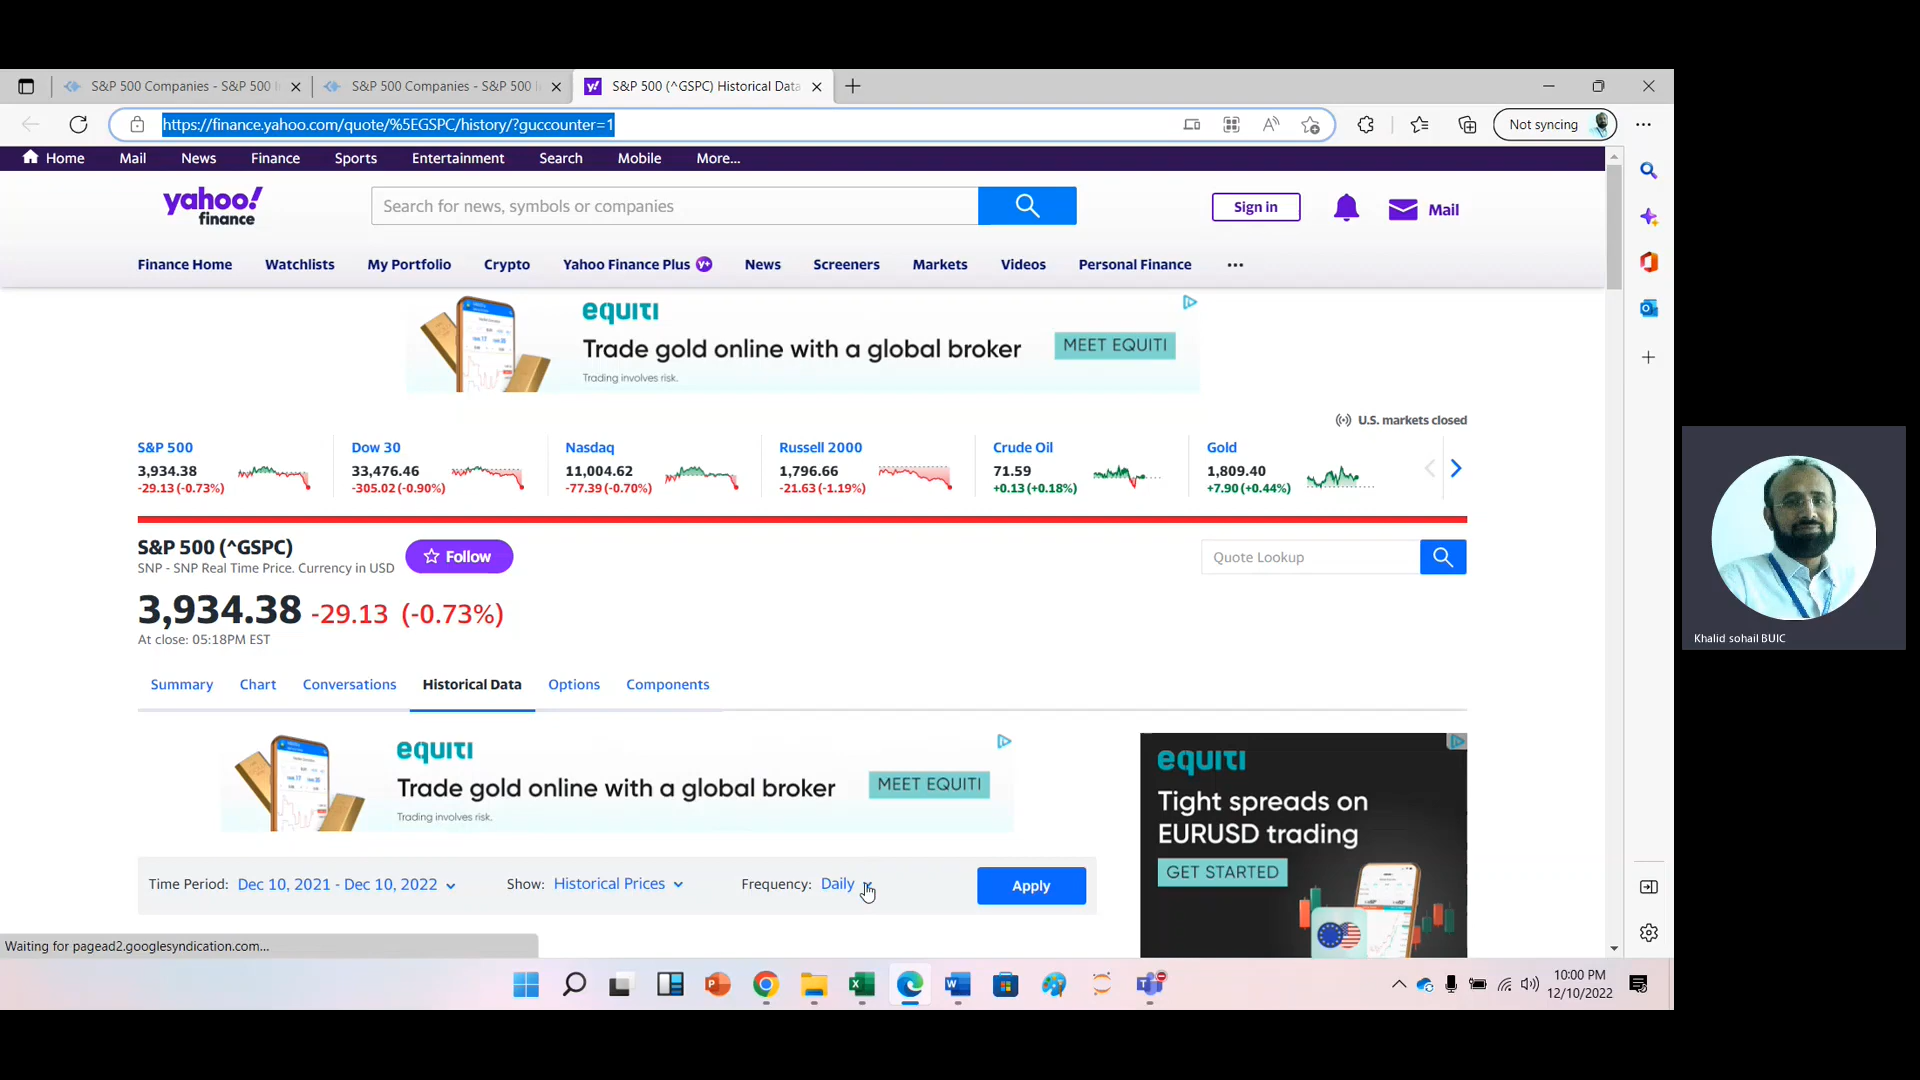 S&P 500 Companies - S&P 500 I
S&P 500 Companies - S&P 500 I
S&P 500 (^GSPC) Historical Data
https://finance.yahoo.com/quote/%5EGSPC/history/?guccounter=1
Not syncing
Home Mail News Finance Sports Entertainment Search Mobile More...
yahoo!
finance
Search for news, symbols or companies
Sign in
Mail
Finance Home Watchlists My Portfolio Crypto Yahoo Finance Plus News Screeners Markets Videos Personal Finance
equiti
Trade gold online with a global broker
MEET EQUITI
Trading involves risk.
U.S. markets closed
S&P 500 Dow 30 Nasdaq Russell 2000 Crude Oil Gold
3,934.38 33,476.46 11,004.62 1,796.66 71.59 1,809.40
-29.13 (-0.73%) -305.02 (-0.90%) -77.39 (-0.70%) -21.63 (-1.19%) +0.13 (+0.18%) +7.90 (+0.44%)
S&P 500 (^GSPC)
Follow
Quote Lookup
SNP - SNP Real Time Price. Currency in USD
3,934.38 -29.13 (-0.73%)
At close: 05:18PM EST
Khalid sohail BUIC
Summary Chart Conversations Historical Data Options Components
equiti
Trade gold online with a global broker
MEET EQUITI
Trading involves risk.
equiti
Tight spreads on
EURUSD trading
GET STARTED
Time Period: Dec 10, 2021 - Dec 10, 2022 Show: Historical Prices Frequency: Daily Apply
Waiting for pagead2.googlesyndication.com...
10:00 PM
12/10/2022